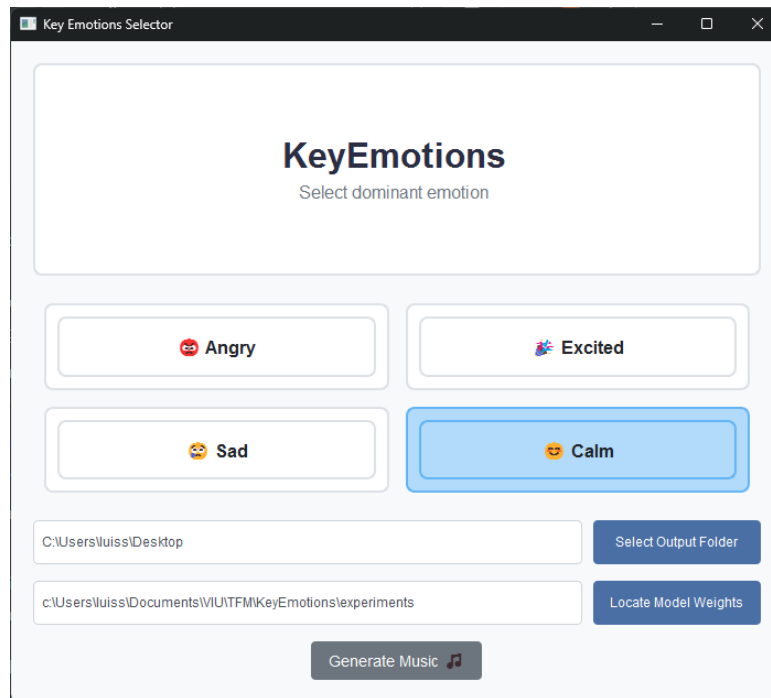 Key Emotions Selector
KeyEmotions
Select dominant emotion
Angry
Excited
Sad
Calm
C:\Users\luiss\Desktop
Select Output Folder
c:\Users\luiss\Documents\VIU\TFM\KeyEmotions\experiments
Locate Model Weights
Generate Music